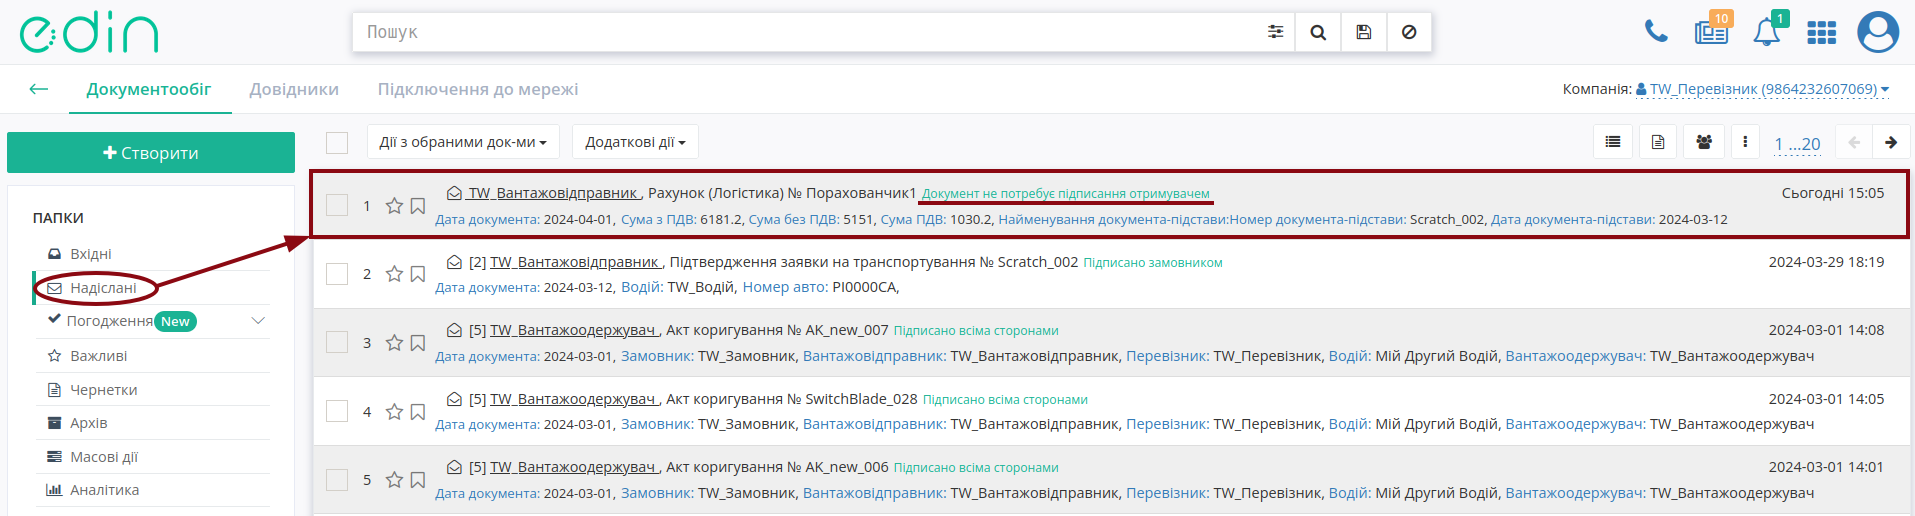 edin
Пошук
10
1
Документообіг Довідники Підключення до мережі
Компанія: TW_Перевізник (9864232607069)
Створити
Дії з обраними док-ми Додаткові дії
1 ...20
ПАПКИ
Вхідні
Надіслані
Погодження New
Важливі
Чернетки
Архів
Масові дії
Аналітика
1 TW_Вантажовідправник , Рахунок (Логістика) № Порахованчик1 Документ не потребує підписання отримувачем Сьогодні 15:05
Дата документа: 2024-04-01, Сума з ПДВ: 6181.2, Сума без ПДВ: 5151, Сума ПДВ: 1030.2, Найменування документа-підстави:Номер документа-підстави: Scratch_002, Дата документа-підстави: 2024-03-12
2 [2] TW_Вантажовідправник , Підтвердження заявки на транспортування № Scratch_002 Підписано замовником 2024-03-29 18:19
Дата документа: 2024-03-12, Водій: TW_Водій, Номер авто: PI0000CA,
3 [5] TW_Вантажоодержувач , Акт коригування № AK_new_007 Підписано всіма сторонами 2024-03-01 14:08
Дата документа: 2024-03-01, Замовник: TW_Замовник, Вантажовідправник: TW_Вантажовідправник, Перевізник: TW_Перевізник, Водій: Мій Другий Водій, Вантажоодержувач: TW_Вантажоодержувач
4 [5] TW_Вантажоодержувач , Акт коригування № SwitchBlade_028 Підписано всіма сторонами 2024-03-01 14:05
Дата документа: 2024-03-01, Замовник: TW_Замовник, Вантажовідправник: TW_Вантажовідправник, Перевізник: TW_Перевізник, Водій: Мій Другий Водій, Вантажоодержувач: TW_Вантажоодержувач
5 [5] TW_Вантажоодержувач , Акт коригування № AK_new_006 Підписано всіма сторонами 2024-03-01 14:01
Дата документа: 2024-03-01, Замовник: TW_Замовник, Вантажовідправник: TW_Вантажовідправник, Перевізник: TW_Перевізник, Водій: Мій Другий Водій, Вантажоодержувач: TW_Вантажоодержувач